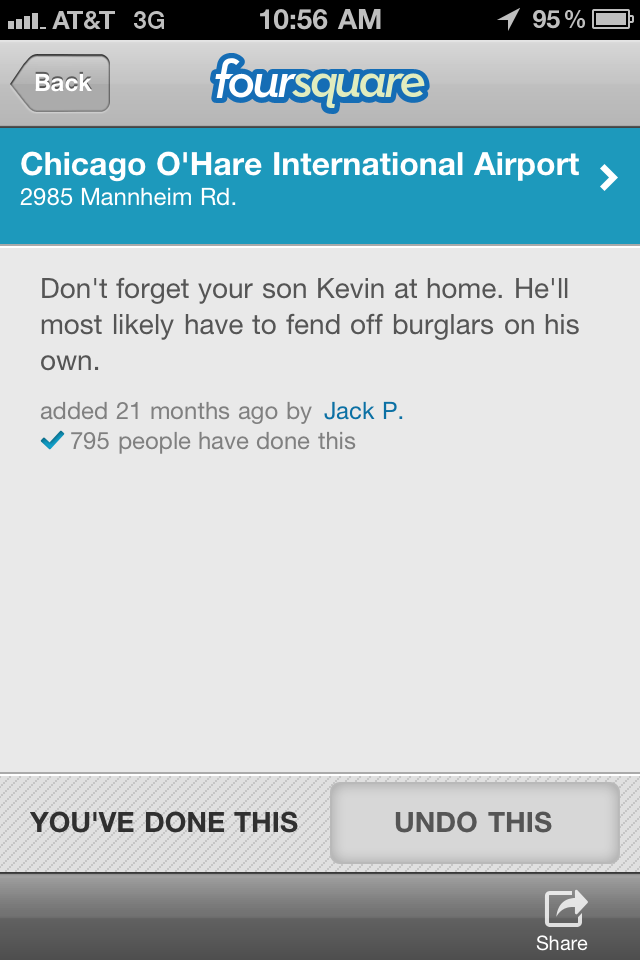 AT&T 3G 10:56 AM 95%
Back foursquare
Chicago O'Hare International Airport
2985 Mannheim Rd.
Don't forget your son Kevin at home. He'll
most likely have to fend off burglars on his
own.
added 21 months ago by Jack P.
795 people have done this
YOU'VE DONE THIS UNDO THIS
Share